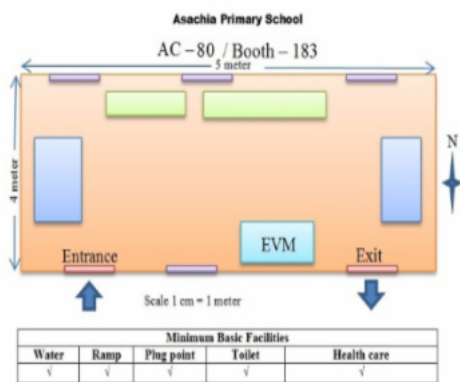 Asachia Primary School
AC – 80 / Booth – 183
5 meter
4 meter
N
EVM
Entrance
Exit
Scale 1 cm = 1 meter
Minimum Basic Facilities
Water Ramp Plug point Toilet Health care
√ √ √ √ √